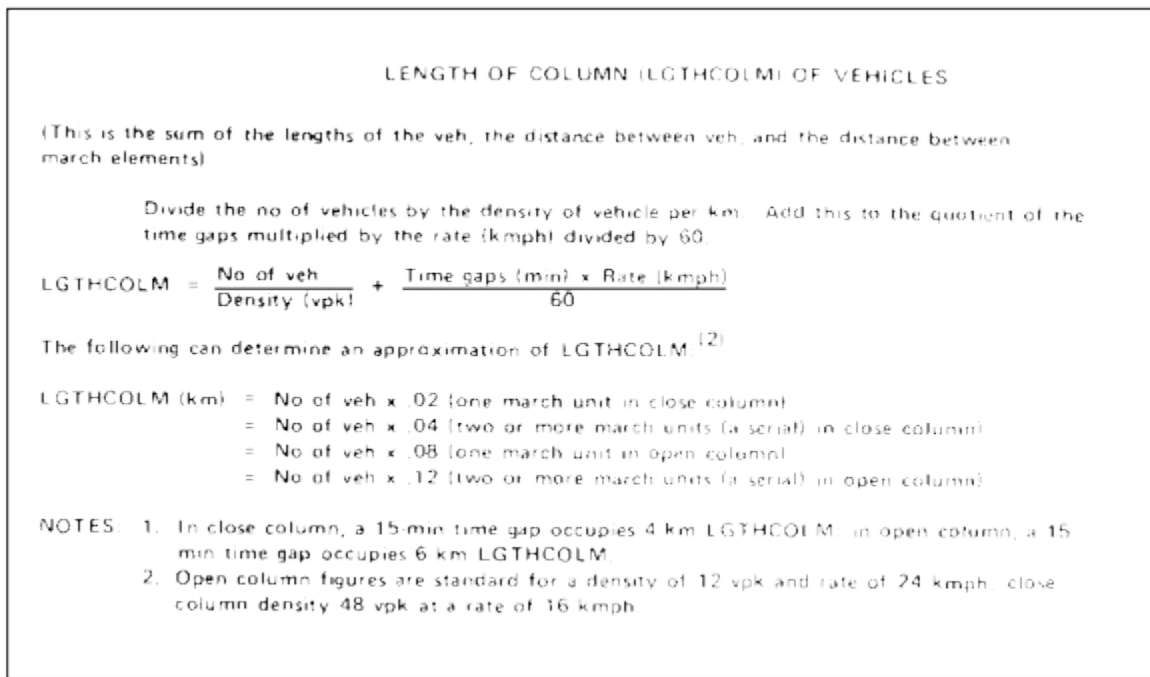 LENGTH OF COLUMN (LGTHCOLM) OF VEHICLES
(This is the sum of the lengths of the veh, the distance between veh, and the distance between
march elements)
Divide the no of vehicles by the density of vehicle per km. Add this to the quotient of the
time gaps multiplied by the rate (kmph) divided by 60.
LGTHCOLM = No of veh / Density (vpk) + Time gaps (min) x Rate (kmph) / 60
The following can determine an approximation of LGTHCOLM. (2)
LGTHCOLM (km) = No of veh x .02 (one march unit in close column)
= No of veh x .04 (two or more march units (a serial) in close column)
= No of veh x .08 (one march unit in open column)
= No of veh x .12 (two or more march units (a serial) in open column)
NOTES: 1. In close column, a 15-min time gap occupies 4 km LGTHCOLM. in open column, a 15
min time gap occupies 6 km LGTHCOLM.
2. Open column figures are standard for a density of 12 vpk and rate of 24 kmph, close
column density 48 vpk at a rate of 16 kmph